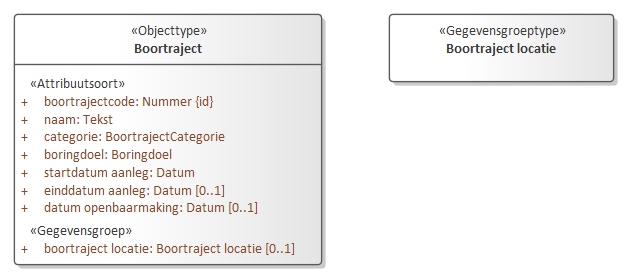 «Objecttype»
Boortraject
«Attribuutsoort»
+ boortrajectcode: Nummer {id}
+ naam: Tekst
+ categorie: BoortrajectCategorie
+ boringdoel: Boringdoel
+ startdatum aanleg: Datum
+ einddatum aanleg: Datum [0..1]
+ datum openbaarmaking: Datum [0..1]
«Gegevensgroep»
+ boortraject locatie: Boortraject locatie [0..1]
«Gegevensgroeptype»
Boortraject locatie